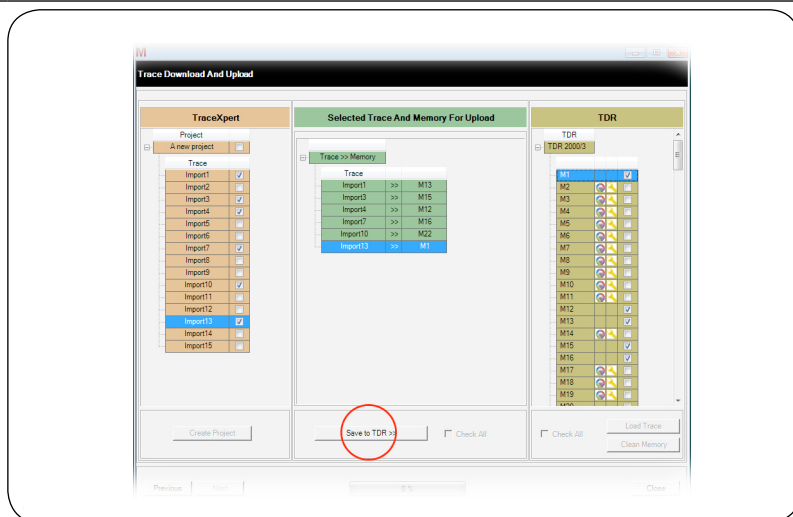 M
Trace Download And Upload
TraceXpert
Project
A new project
Trace
Import1
Import2
Import3
Import4
Import5
Import6
Import7
Import8
Import9
Import10
Import11
Import12
Import13
Import14
Import15
Create Project
Selected Trace And Memory For Upload
Trace >> Memory
Trace
Import1 >> M13
Import3 >> M15
Import4 >> M12
Import7 >> M16
Import10 >> M22
Import13 >> M1
Save to TDR >>
Check All
TDR
TDR
TDR 2000/3
M1
M2
M3
M4
M5
M6
M7
M8
M9
M10
M11
M12
M13
M14
M15
M16
M17
M18
M19
M20
Check All
Load Trace
Clean Memory
Previous
Next
0 %
Close